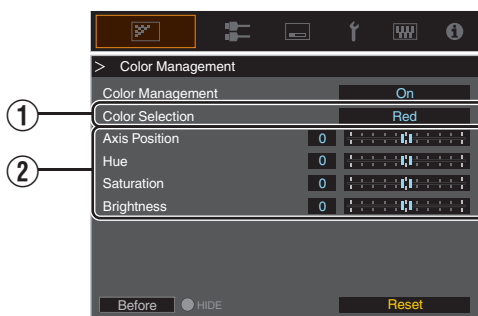 > Color Management
Color Management On
① Color Selection Red
② Axis Position 0
Hue 0
Saturation 0
Brightness 0
Before HIDE Reset